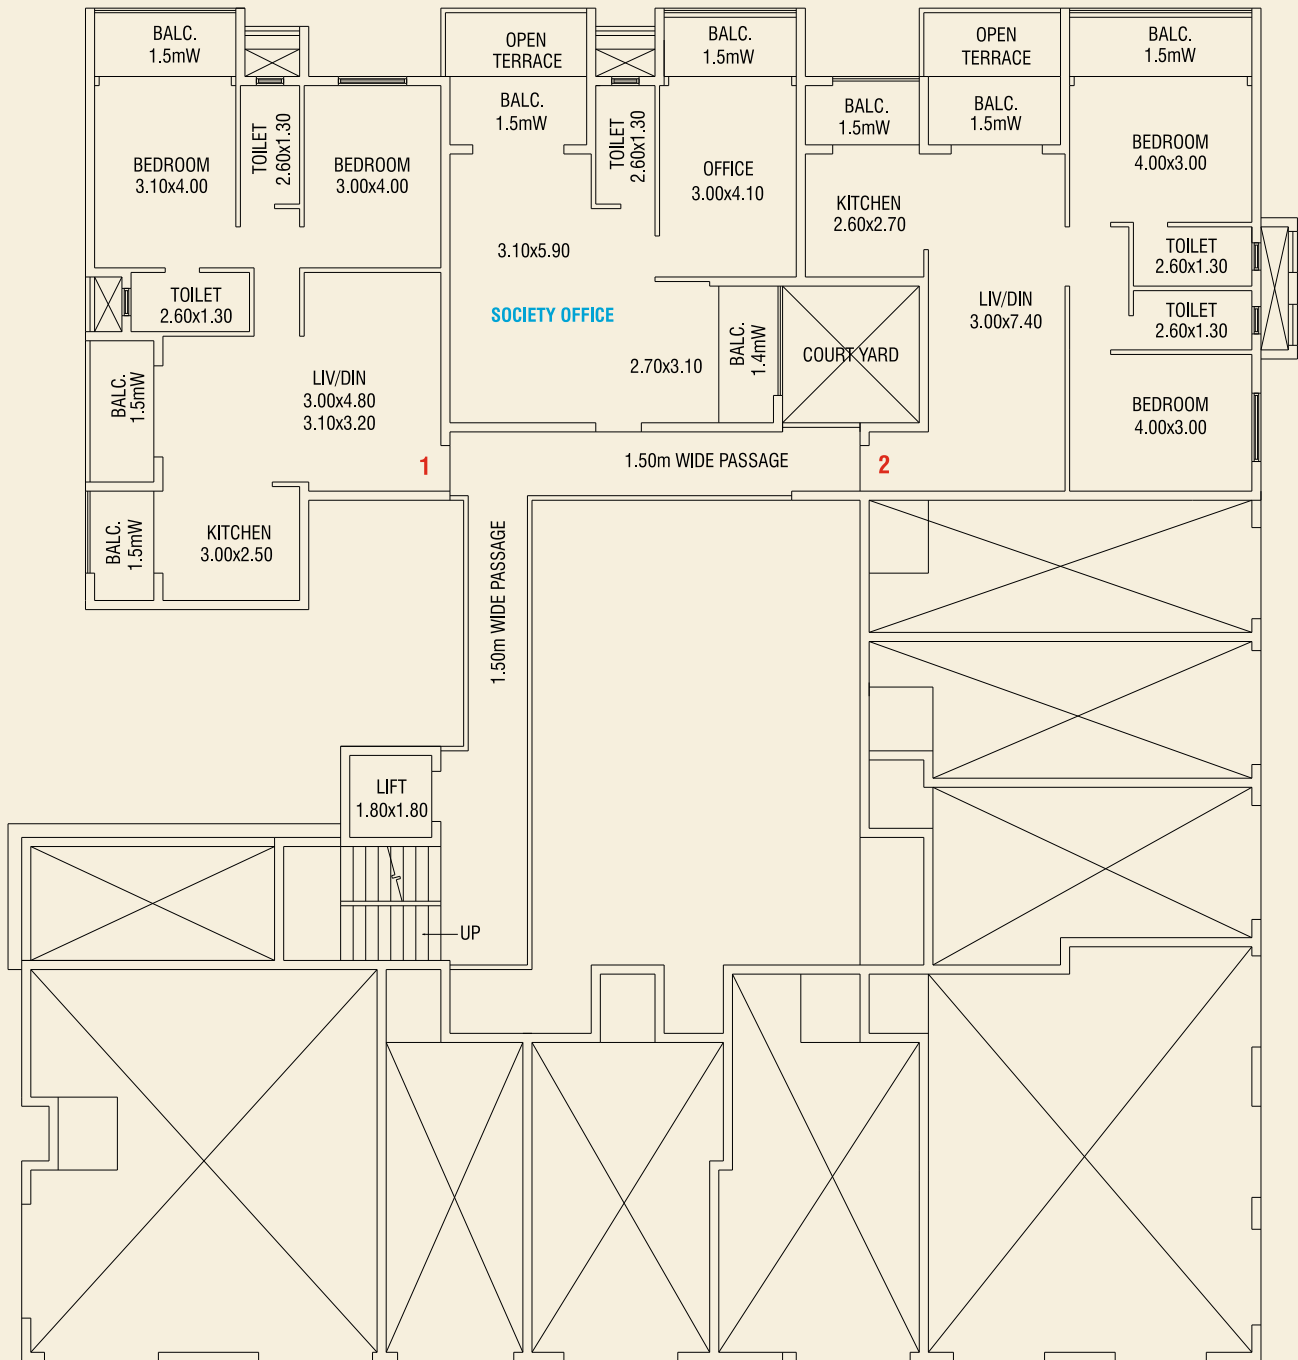 BALC.
1.5mW
OPEN
TERRACE
BALC.
1.5mW
OPEN
TERRACE
BALC.
1.5mW
BALC.
1.5mW
BALC.
1.5mW
BALC.
1.5mW
BEDROOM
3.10x4.00
TOILET
2.60x1.30
BEDROOM
3.00x4.00
TOILET
2.60x1.30
OFFICE
3.00x4.10
BEDROOM
4.00x3.00
KITCHEN
2.60x2.70
3.10x5.90
TOILET
2.60x1.30
TOILET
2.60x1.30
SOCIETY OFFICE
LIV/DIN
3.00x7.40
TOILET
2.60x1.30
2.70x3.10
BALC.
1.4mW
COURT YARD
BALC.
1.5mW
LIV/DIN
3.00x4.80
3.10x3.20
BEDROOM
4.00x3.00
1
1.50m WIDE PASSAGE
2
BALC.
1.5mW
KITCHEN
3.00x2.50
1.50m WIDE PASSAGE
LIFT
1.80x1.80
UP